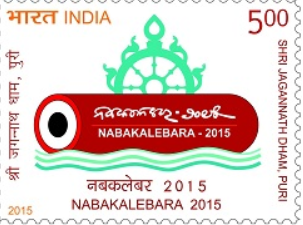 भारत INDIA
5.00
श्री जगन्नाथ धाम, पुरी
SHRI JAGANNATH DHAM, PURI
NABAKALEBARA - 2015
नबकलेबर 2015
2015
NABAKALEBARA 2015